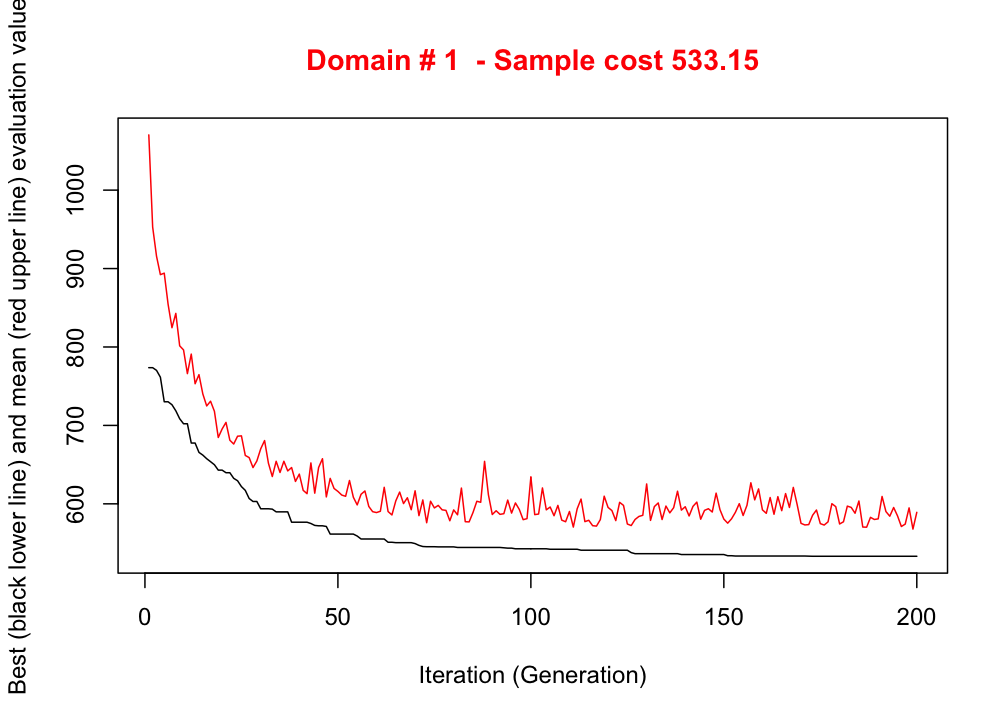 Domain # 1  - Sample cost 533.15
Best (black lower line) and mean (red upper line) evaluation value
1000
900
800
700
600
0 50 100 150 200
Iteration (Generation)